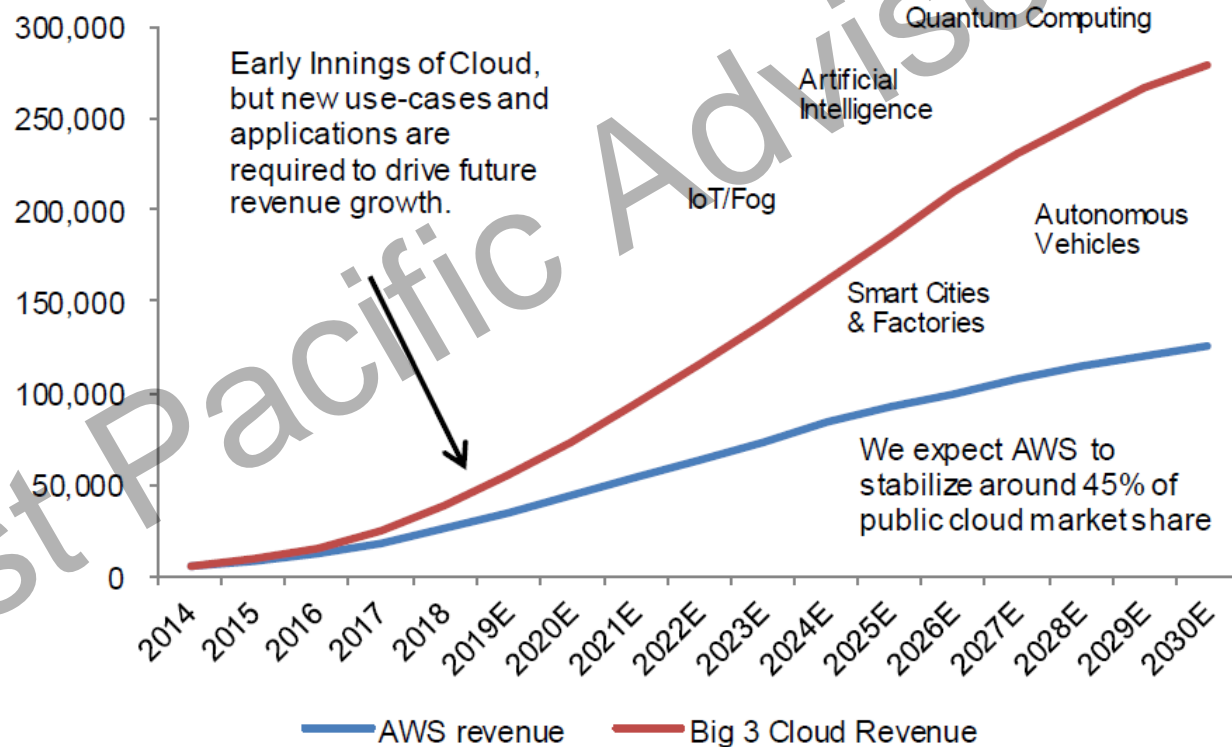 300,000
250,000
200,000
150,000
100,000
50,000
0
Early Innings of Cloud,
but new use-cases and
applications are
required to drive future
revenue growth.
Quantum Computing
Artificial
Intelligence
IoT/Fog
Autonomous
Vehicles
Smart Cities
& Factories
We expect AWS to
stabilize around 45% of
public cloud market share
2014
2015
2016
2017
2018
2019E
2020E
2021E
2022E
2023E
2024E
2025E
2026E
2027E
2028E
2029E
2030E
AWS revenue
Big 3 Cloud Revenue
Pacific